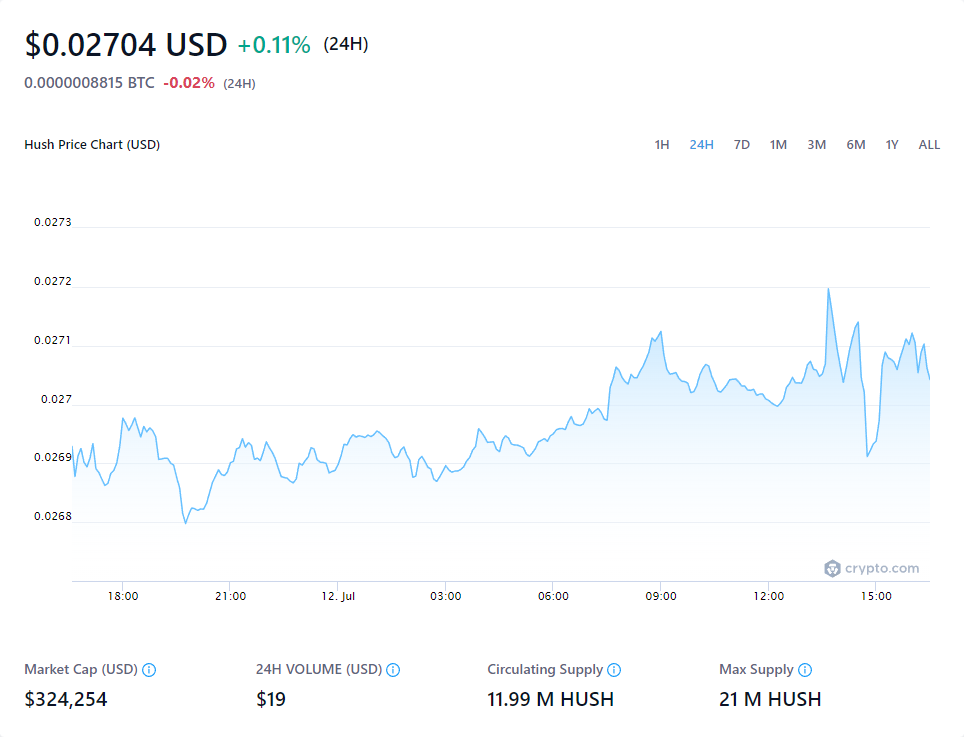 $0.02704 USD +0.11% (24H)
0.0000008815 BTC -0.02% (24H)
Hush Price Chart (USD) 1H 24H 7D 1M 3M 6M 1Y ALL
0.0273
0.0272
0.0271
0.027
0.0269
0.0268
crypto.com
18:00 21:00 12. Jul 03:00 06:00 09:00 12:00 15:00
Market Cap (USD) 24H VOLUME (USD) Circulating Supply Max Supply
$324,254 $19 11.99 M HUSH 21 M HUSH